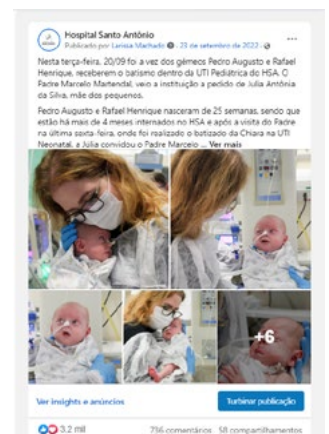 Hospital Santo Antônio
Publicado por Larissa Machado · 23 de setembro de 2022 ·
Nesta terça-feira, 20/09 foi a vez dos gêmeos Pedro Augusto e Rafael
Henrique, receberem o batismo dentro da UTI Pediátrica do HSA. O
Padre Marcelo Martendal, veio a instituição a pedido de Julia Antônia
da Silva, mãe dos pequenos.
Pedro Augusto e Rafael Henrique nasceram de 25 semanas, sendo que
estão há mais de 4 meses internados no HSA e após a visita do Padre
na última sexta-feira, onde foi realizado o batizado da Chiara na UTI
Neonatal, a Júlia convidou o Padre Marcelo ... Ver mais
+6
Ver insights e anúncios
Turbinar publicação
3,2 mil
736 comentários 58 compartilhamentos